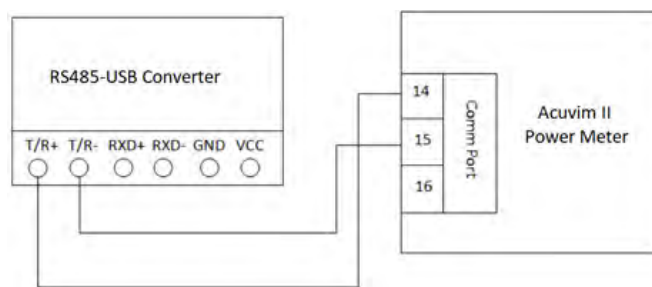 RS485-USB Converter
T/R+ T/R- RXD+ RXD- GND VCC
14
15
16
Comm Port
Acuvim II
Power Meter